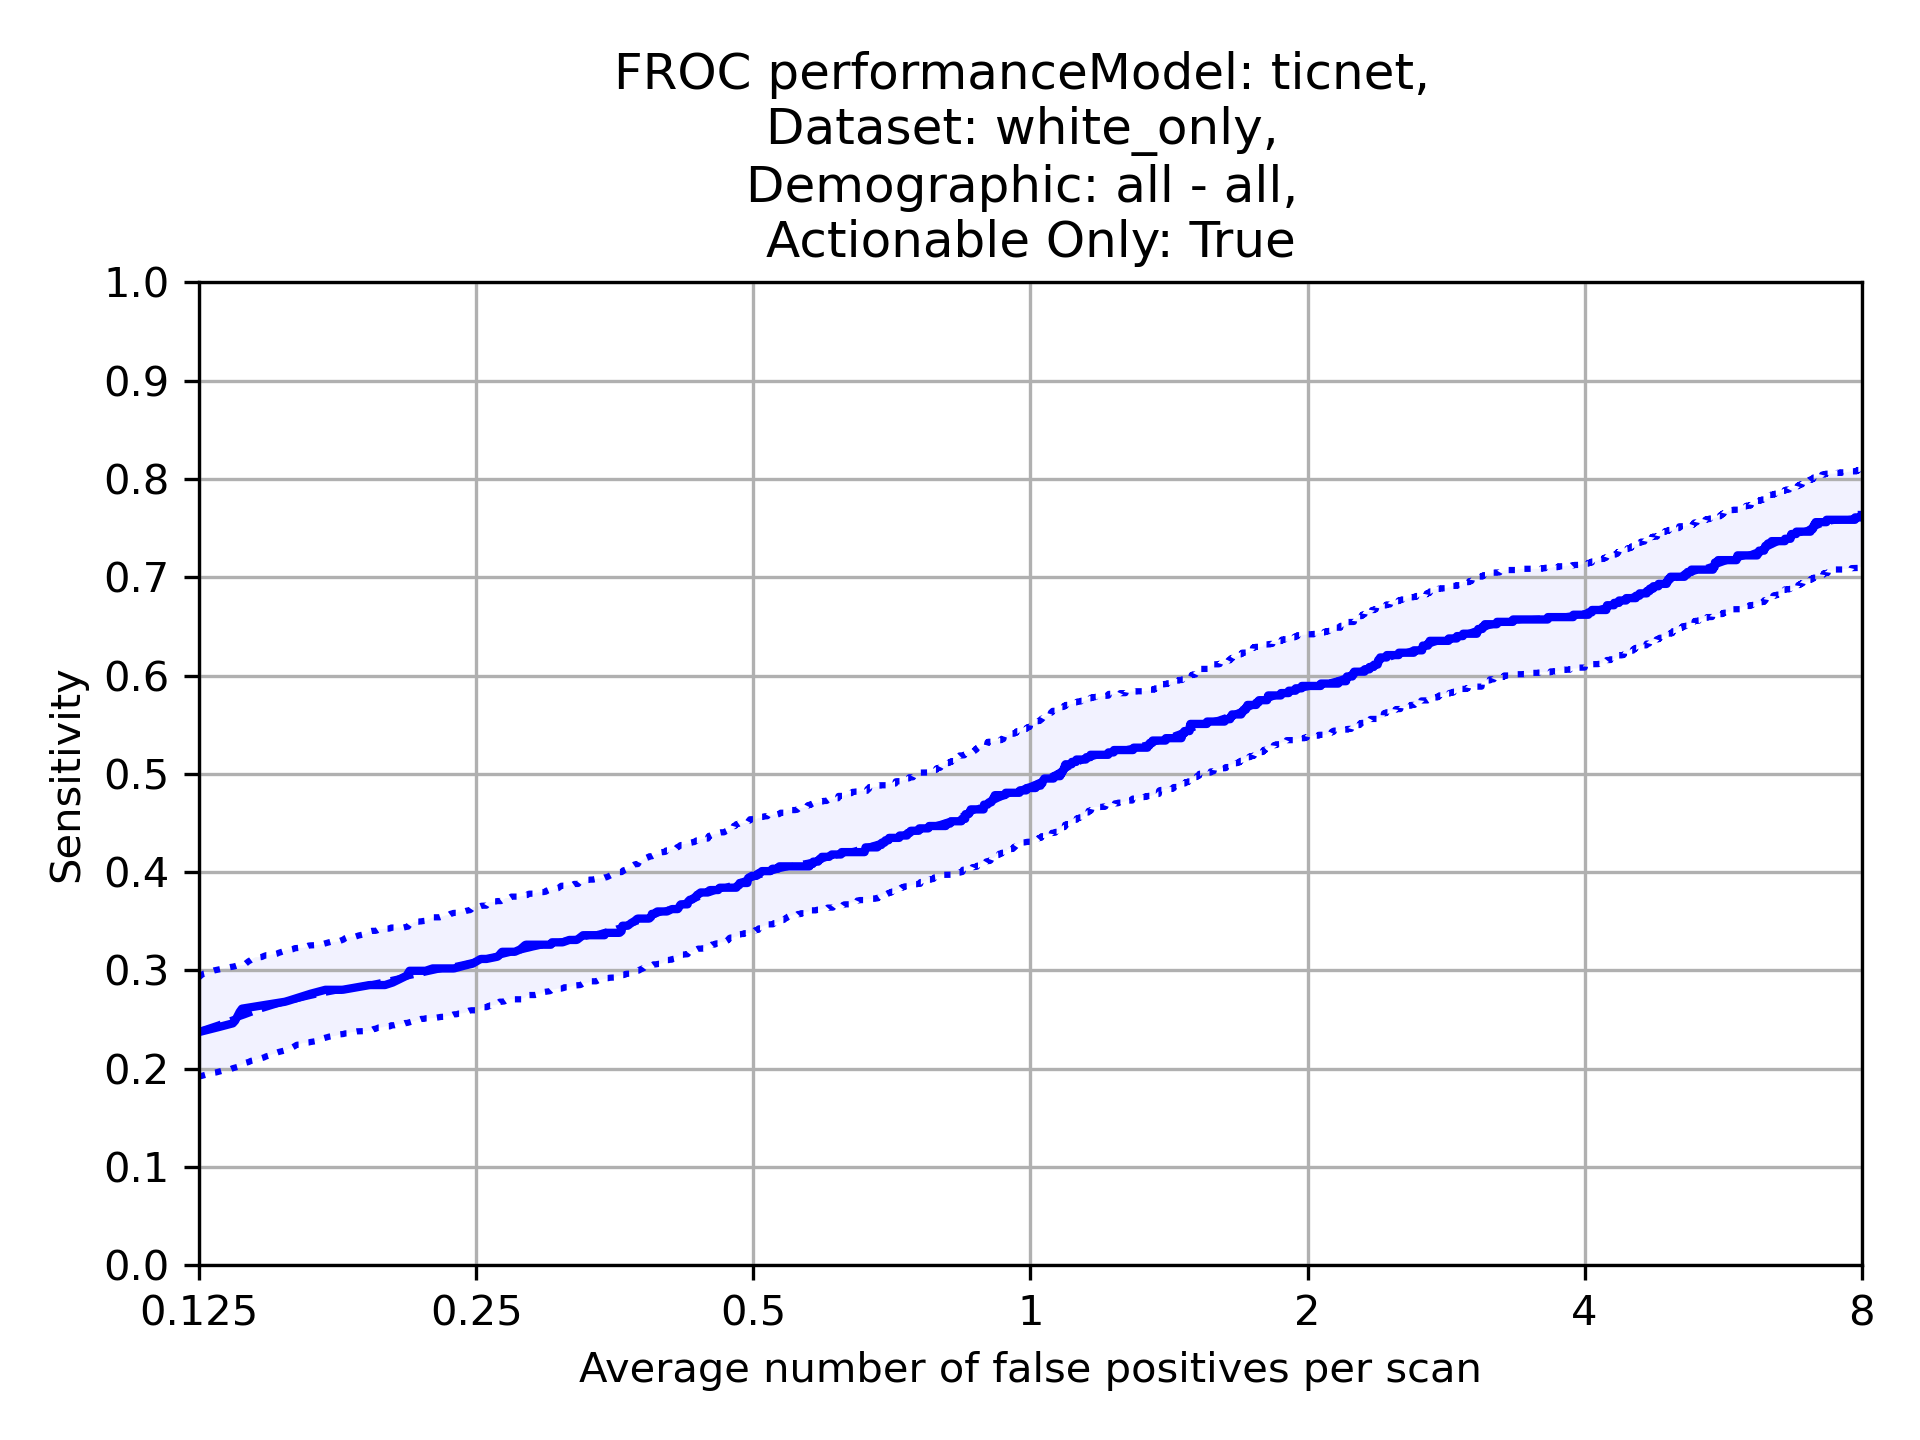 FROC performanceModel: ticnet,
Dataset: white_only,
Demographic: all - all,
Actionable Only: True
1.0
0.9
0.8
0.7
0.6
0.5
0.4
0.3
0.2
0.1
0.0
Sensitivity
0.125 0.25 0.5 1 2 4 8
Average number of false positives per scan